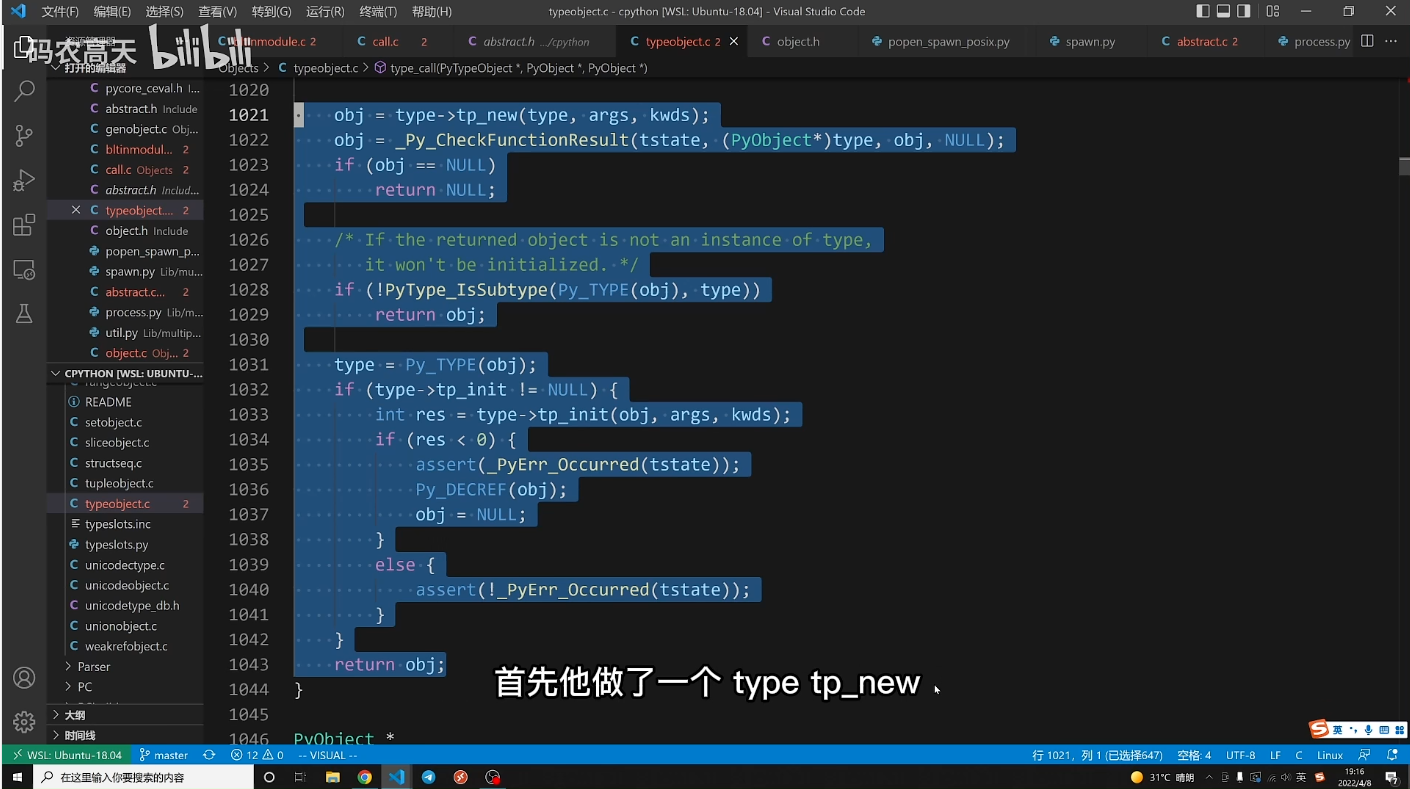 文件(F) 编辑(E) 选择(S) 查看(V) 转到(G) 运行(R) 终端(T) 帮助(H) typeobject.c - cpython [WSL: Ubuntu-18.04] - Visual Studio Code
码农高天 bilibili
bltinmodule.c 2 call.c 2 abstract.h .../cpython typeobject.c 2 object.h popen_spawn_posix.py spawn.py abstract.c 2 process.py
打开的编辑器
Objects > typeobject.c > type_call(PyTypeObject *, PyObject *, PyObject *)
pycore_ceval.h I...
abstract.h Include
genobject.c Obj...
bltinmodul... 2
call.c Objects 2
abstract.h Includ...
typeobject.... 2
object.h Include
popen_spawn_p...
spawn.py Lib/mu...
abstract.c... 2
process.py Lib/m...
util.py Lib/multip...
object.c Obj... 2
CPYTHON [WSL: UBUNTU-...
rangeobject.c
README
setobject.c
sliceobject.c
structseq.c
tupleobject.c
typeobject.c 2
typeslots.inc
typeslots.py
unicodectype.c
unicodeobject.c
unicodetype_db.h
unionobject.c
weakrefobject.c
Parser
PC
大纲
时间线
1020
1021 obj = type->tp_new(type, args, kwds);
1022 obj = _Py_CheckFunctionResult(tstate, (PyObject*)type, obj, NULL);
1023 if (obj == NULL)
1024 return NULL;
1025
1026 /* If the returned object is not an instance of type,
1027 it won't be initialized. */
1028 if (!PyType_IsSubtype(Py_TYPE(obj), type))
1029 return obj;
1030
1031 type = Py_TYPE(obj);
1032 if (type->tp_init != NULL) {
1033 int res = type->tp_init(obj, args, kwds);
1034 if (res < 0) {
1035 assert(_PyErr_Occurred(tstate));
1036 Py_DECREF(obj);
1037 obj = NULL;
1038 }
1039 else {
1040 assert(!_PyErr_Occurred(tstate));
1041 }
1042 }
1043 return obj;
1044 }
1045
1046 PyObject *
首先他做了一个 type tp_new
英
WSL: Ubuntu-18.04 master 12 0 -- VISUAL -- 行 1021，列 1 (已选择647) 空格: 4 UTF-8 LF C Linux
在这里输入你要搜索的内容 31°C 晴朗 英 19:16
2022/4/8